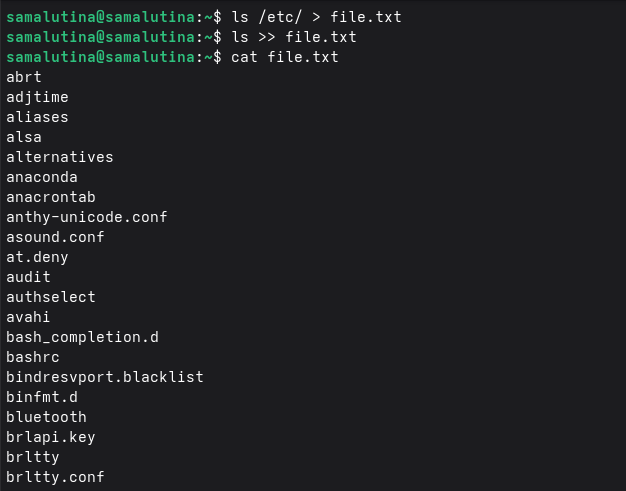 samalutina@samalutina:~$ ls /etc/ > file.txt
samalutina@samalutina:~$ ls >> file.txt
samalutina@samalutina:~$ cat file.txt
abrt
adjtime
aliases
alsa
alternatives
anaconda
anacrontab
anthy-unicode.conf
asound.conf
at.deny
audit
authselect
avahi
bash_completion.d
bashrc
bindresvport.blacklist
binfmt.d
bluetooth
brlapi.key
brltty
brltty.conf